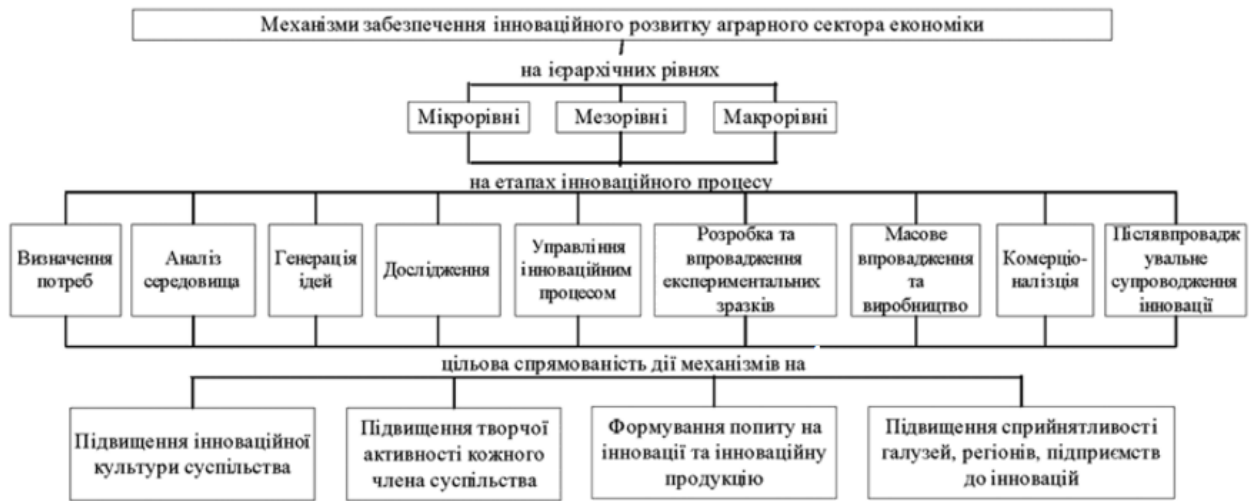 Механізми забезпечення інноваційного розвитку аграрного сектора економіки
на ієрархічних рівнях
Мікрорівні
Мезорівні
Макрорівні
на етапах інноваційного процесу
Визначення
потреб
Аналіз
середовища
Генерація
ідей
Дослідження
Управління
інноваційним
процесом
Розробка та
впровадження
експериментальних
зразків
Масове
впровадження
та
виробництво
Комерціо-
налізція
Післявпровадж
увальне
супроводження
інновації
цільова спрямованість дії механізмів на
Підвищення інноваційної
культури суспільства
Підвищення творчої
активності кожного
члена суспільства
Формування попиту на
інновації та інноваційну
продукцію
Підвищення сприйнятливості
галузей, регіонів, підприємств
до інновацій